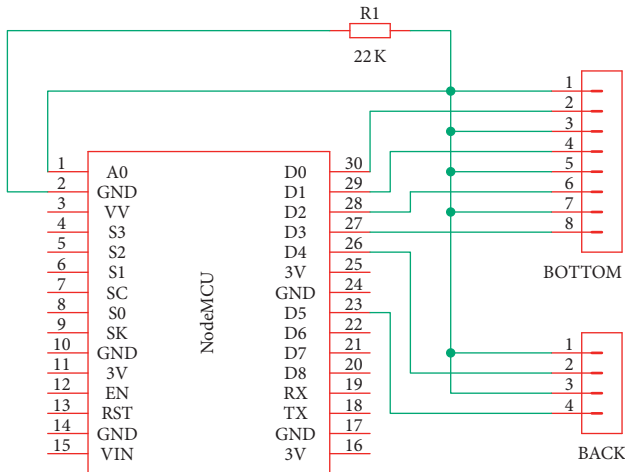 R1
22 K
1 A0 D0 30
2 GND D1 29
3 VV D2 28
4 S3 D3 27
5 S2 D4 26
6 S1 3V 25
7 SC GND 24
8 S0 D5 23
9 SK D6 22
10 GND D7 21
11 3V D8 20
12 EN RX 19
13 RST TX 18
14 GND GND 17
15 VIN 3V 16
NodeMCU
1
2
3
4
5
6
7
8
BOTTOM
1
2
3
4
BACK